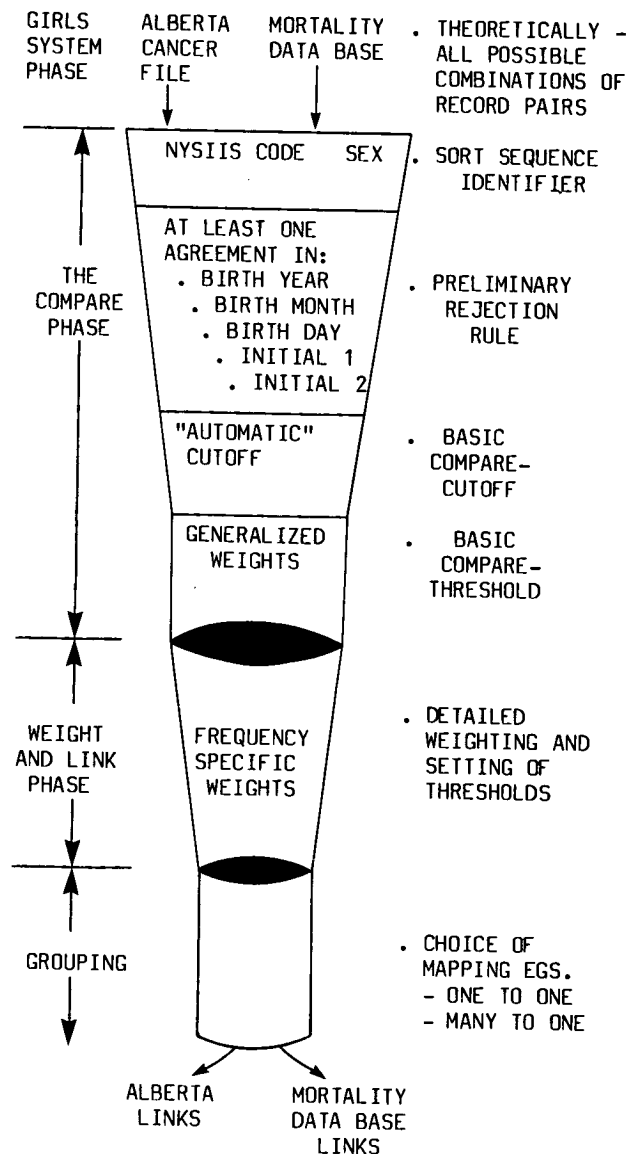 GIRLS SYSTEM PHASE
ALBERTA CANCER FILE
MORTALITY DATA BASE
. THEORETICALLY -
ALL POSSIBLE
COMBINATIONS OF
RECORD PAIRS
NYSIIS CODE SEX
. SORT SEQUENCE
IDENTIFIER
THE
COMPARE
PHASE
AT LEAST ONE
AGREEMENT IN:
. BIRTH YEAR
. BIRTH MONTH
. BIRTH DAY
. INITIAL 1
. INITIAL 2
. PRELIMINARY
REJECTION
RULE
"AUTOMATIC"
CUTOFF
. BASIC
COMPARE-
CUTOFF
GENERALIZED
WEIGHTS
. BASIC
COMPARE-
THRESHOLD
WEIGHT
AND LINK
PHASE
FREQUENCY
SPECIFIC
WEIGHTS
. DETAILED
WEIGHTING AND
SETTING OF
THRESHOLDS
GROUPING
. CHOICE OF
MAPPING EGS.
- ONE TO ONE
- MANY TO ONE
ALBERTA
LINKS
MORTALITY
DATA BASE
LINKS